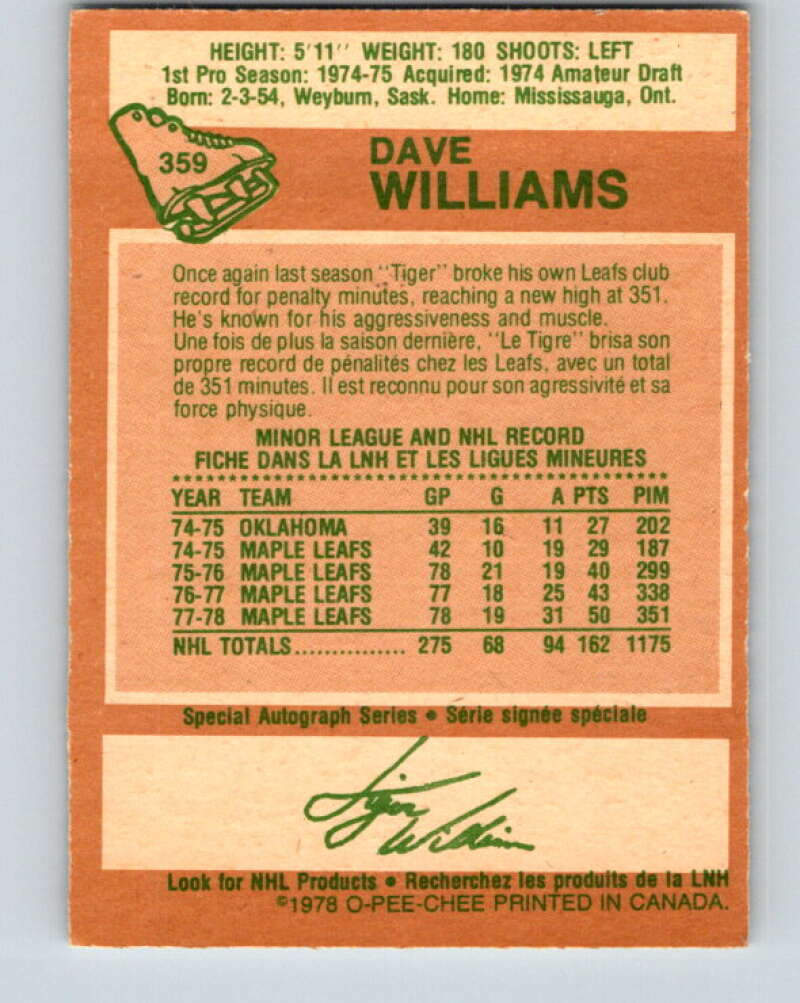 HEIGHT: 5'11'' WEIGHT: 180 SHOOTS: LEFT
1st Pro Season: 1974-75 Acquired: 1974 Amateur Draft
Born: 2-3-54, Weyburn, Sask. Home: Mississauga, Ont.
359
DAVE
WILLIAMS
Once again last season "Tiger" broke his own Leafs club
record for penalty minutes, reaching a new high at 351.
He's known for his aggressiveness and muscle.
Une fois de plus la saison dernière, "Le Tigre" brisa son
propre record de pénalités chez les Leafs, avec un total
de 351 minutes. Il est reconnu pour son agressivité et sa
force physique.
MINOR LEAGUE AND NHL RECORD
FICHE DANS LA LNH ET LES LIGUES MINEURES
YEAR TEAM GP G A PTS PIM
74-75 OKLAHOMA 39 16 11 27 202
74-75 MAPLE LEAFS 42 10 19 29 187
75-76 MAPLE LEAFS 78 21 19 40 299
76-77 MAPLE LEAFS 77 18 25 43 338
77-78 MAPLE LEAFS 78 19 31 50 351
NHL TOTALS............... 275 68 94 162 1175
Special Autograph Series • Série signée spéciale
Tiger
Williams
Look for NHL Products • Recherchez les produits de la LNH
©1978 O-PEE-CHEE PRINTED IN CANADA.